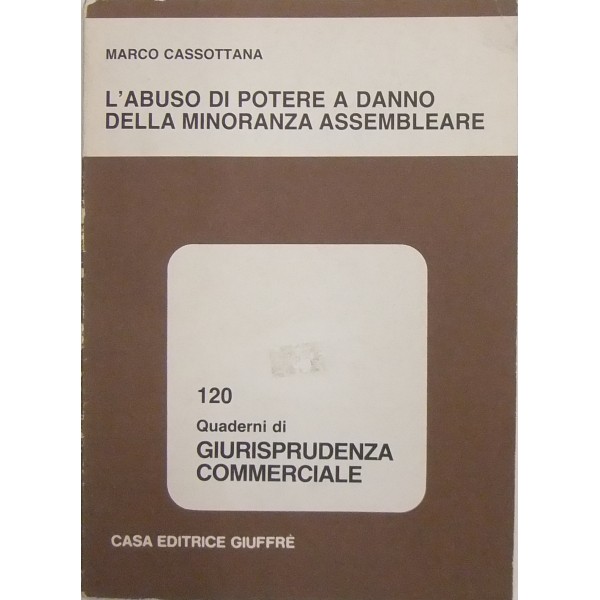 MARCO CASSOTTANA
L'ABUSO DI POTERE A DANNO
DELLA MINORANZA ASSEMBLEARE
120
Quaderni di
GIURISPRUDENZA
COMMERCIALE
CASA EDITRICE GIUFFRÈ